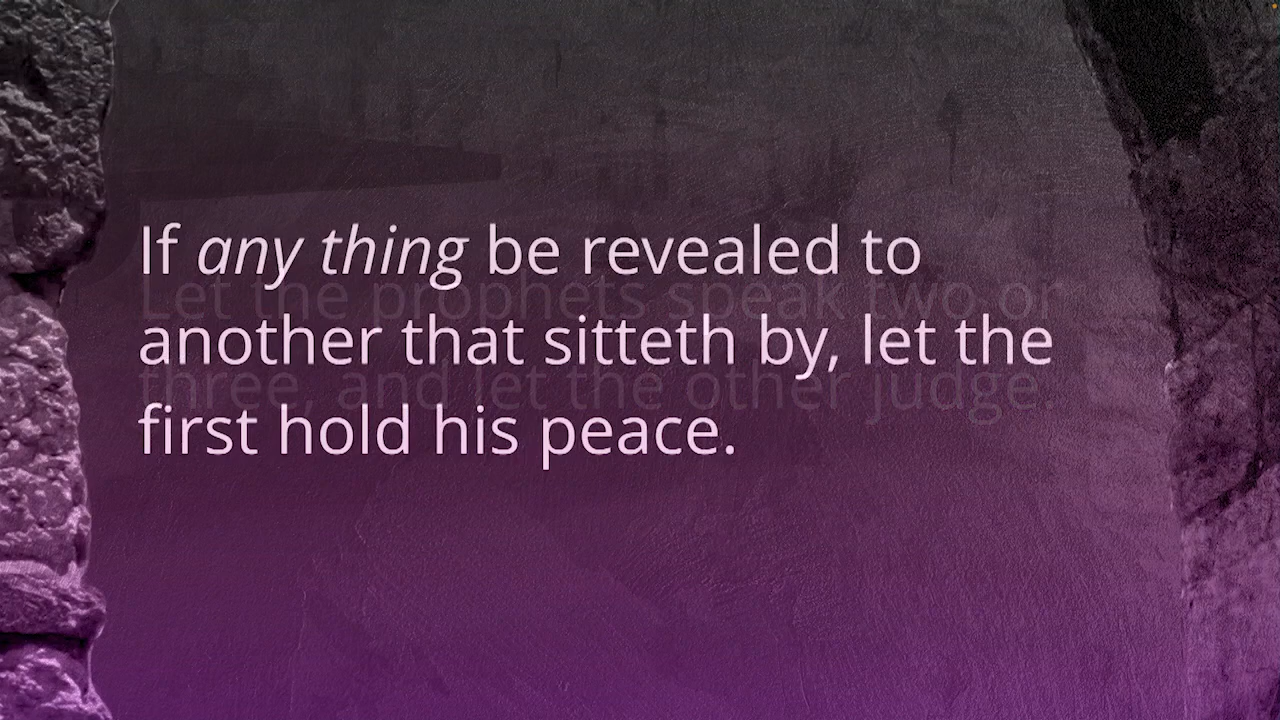 If any thing be revealed to
Let the prophets speak two or
another that sitteth by, let the
three, and let the other judge.
first hold his peace.